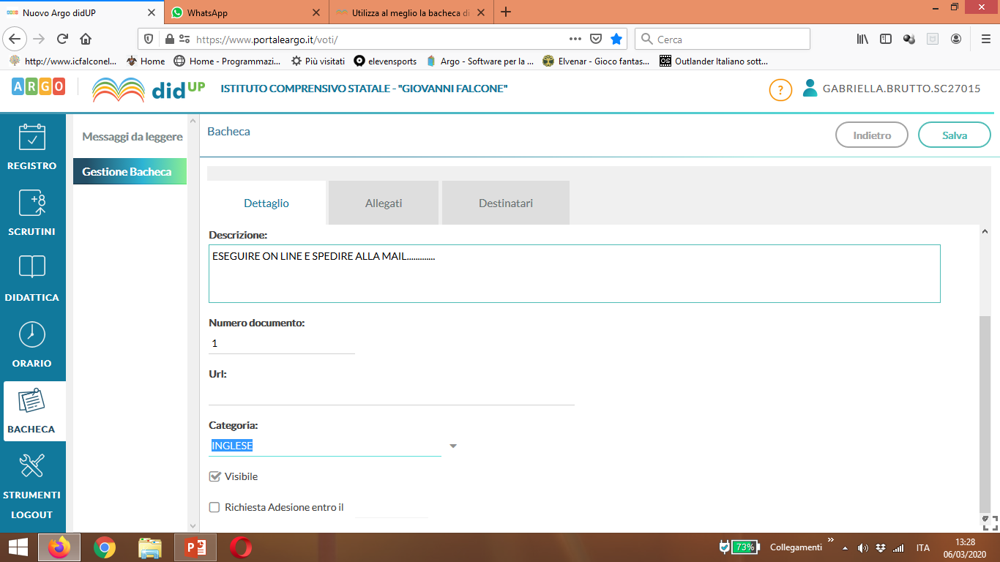 Nuovo Argo didUP
WhatsApp
Utilizza al meglio la bacheca di
https://www.portaleargo.it/voti/
Cerca
http://www.icfalconel...
Home
Home - Programmazi...
Più visitati
elevensports
Argo - Software per la ...
Elvenar - Gioco fantas...
OS
Outlander Italiano sott...
ARGO
didUP
ISTITUTO COMPRENSIVO STATALE - "GIOVANNI FALCONE"
?
GABRIELLA.BRUTTO.SC27015
REGISTRO
+8
SCRUTINI
DIDATTICA
ORARIO
BACHECA
STRUMENTI
LOGOUT
Messaggi da leggere
Gestione Bacheca
Bacheca
Indietro
Salva
Dettaglio
Allegati
Destinatari
Descrizione:
ESEGUIRE ON LINE E SPEDIRE ALLA MAIL.............
Numero documento:
1
Url:
Categoria:
INGLESE
Visibile
Richiesta Adesione entro il
73%
Collegamenti
ITA
13:28
06/03/2020